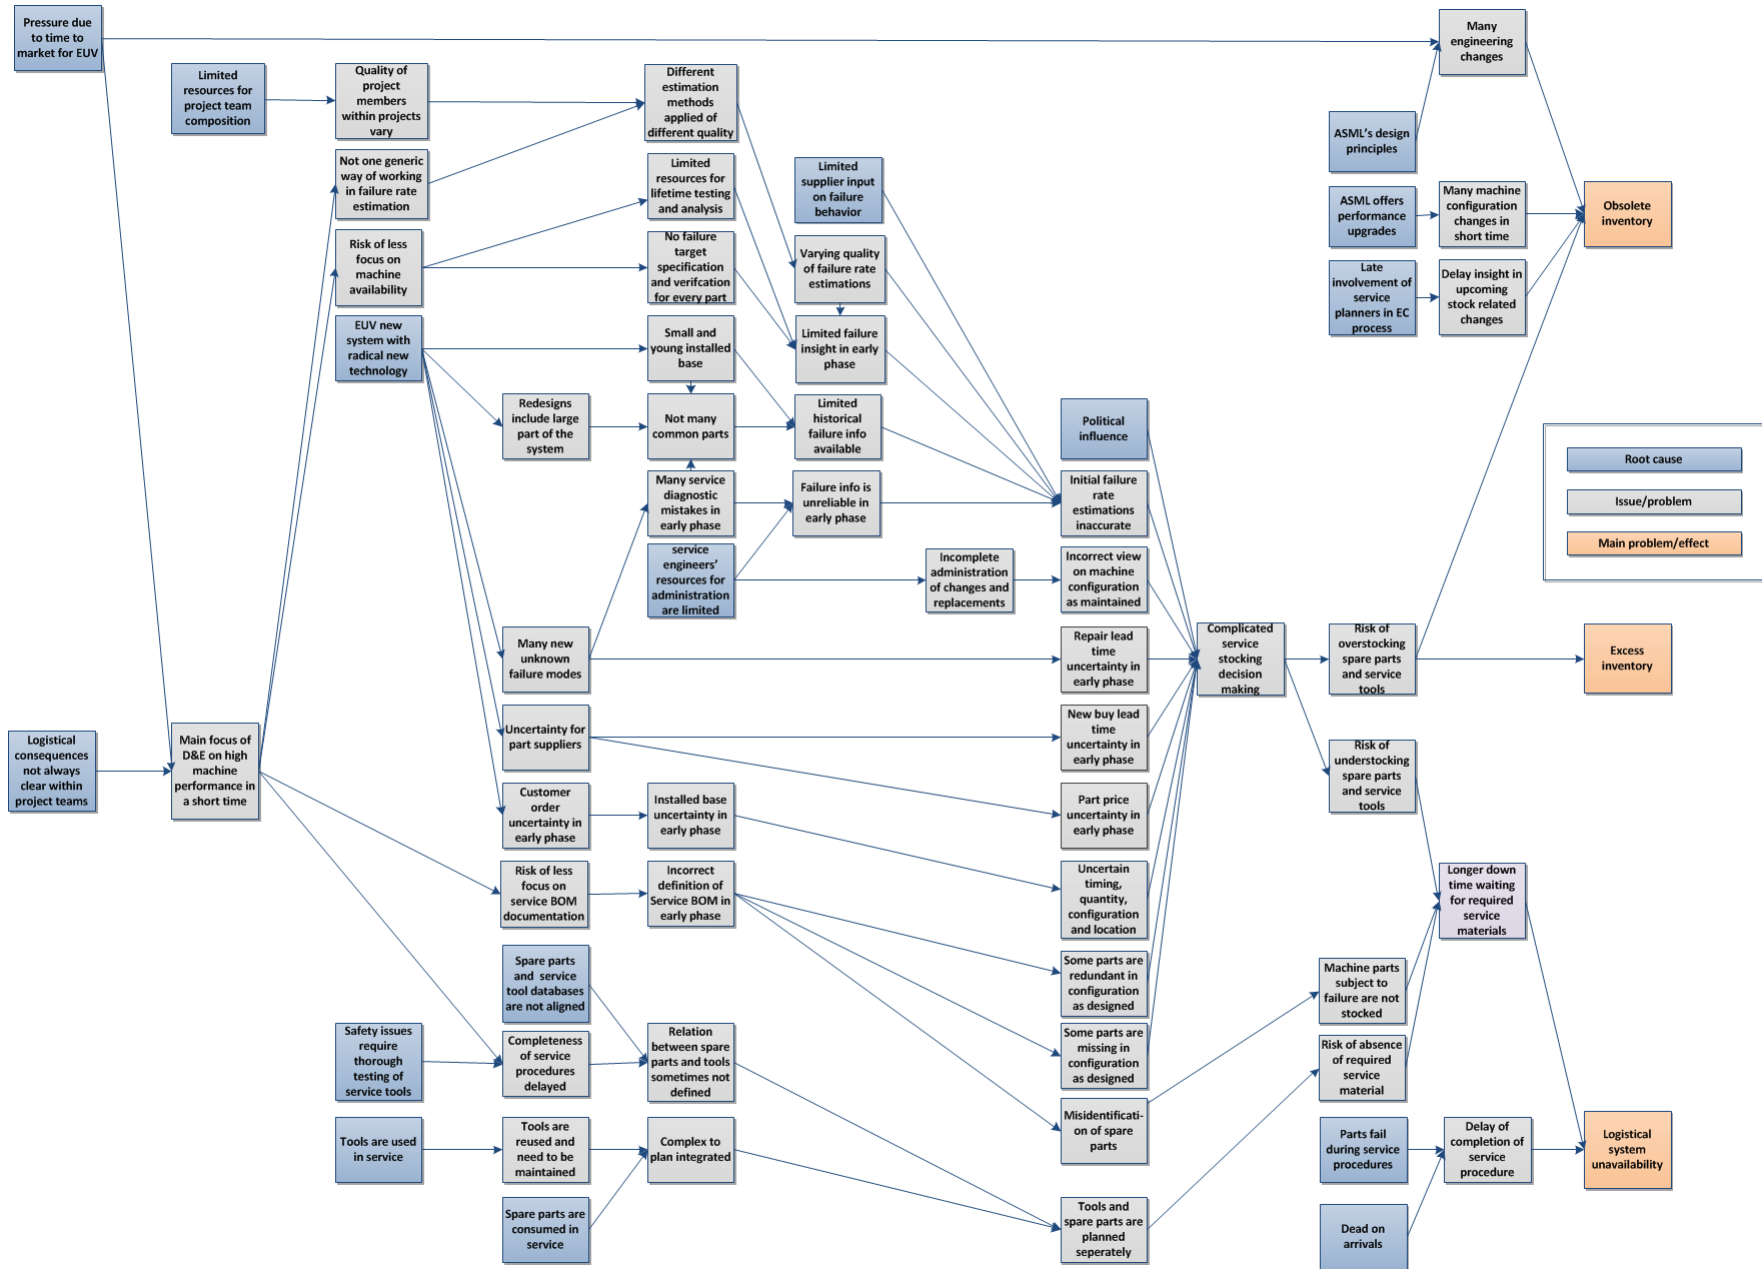 Pressure due
to time to
market for EUV
Many
engineering
changes
Limited
resources for
project team
composition
Quality of
project
members
within projects
vary
Different
estimation
methods
applied of
different quality
ASML's design
principles
Not one generic
way of working
in failure rate
estimation
Limited
resources for
lifetime testing
and analysis
Limited
supplier input
on failure
behavior
ASML offers
performance
upgrades
Many machine
configuration
changes in
short time
Obsolete
inventory
Risk of less
focus on
machine
availability
No failure
target
specification
and verifcation
for every part
Varying quality
of failure rate
estimations
Late
involvement of
service
planners in EC
process
Delay insight in
upcoming
stock related
changes
EUV new
system with
radical new
technology
Small and
young installed
base
Limited failure
insight in early
phase
Redesigns
include large
part of the
system
Not many
common parts
Limited
historical
failure info
available
Political
influence
Root cause
Issue/problem
Main problem/effect
Many service
diagnostic
mistakes in
early phase
Failure info is
unreliable in
early phase
Initial failure
rate
estimations
inaccurate
service
engineers'
resources for
administration
are limited
Incomplete
administration
of changes and
replacements
Incorrect view
on machine
configuration
as maintained
Many new
unknown
failure modes
Repair lead
time
uncertainty in
early phase
Complicated
service
stocking
decision
making
Risk of
overstocking
spare parts
and service
tools
Excess
inventory
Logistical
consequences
not always
clear within
project teams
Main focus of
D&E on high
machine
performance in
a short time
Uncertainty for
part suppliers
New buy lead
time
uncertainty in
early phase
Risk of
understocking
spare parts
and service
tools
Customer
order
uncertainty in
early phase
Installed base
uncertainty in
early phase
Part price
uncertainty in
early phase
Risk of less
focus on
service BOM
documentation
Incorrect
definition of
Service BOM in
early phase
Uncertain
timing,
quantity,
configuration
and location
Longer down
time waiting
for required
service
materials
Spare parts
and service
tool databases
are not aligned
Some parts are
redundant in
configuration
as designed
Machine parts
subject to
failure are not
stocked
Safety issues
require
thorough
testing of
service tools
Completeness
of service
procedures
delayed
Relation
between spare
parts and tools
sometimes not
defined
Some parts are
missing in
configuration
as designed
Risk of absence
of required
service
material
Tools are used
in service
Tools are
reused and
need to be
maintained
Complex to
plan integrated
Misidentificati-
on of spare
parts
Parts fail
during service
procedures
Delay of
completion of
service
procedure
Logistical
system
unavailability
Spare parts are
consumed in
service
Tools and
spare parts are
planned
seperately
Dead on
arrivals